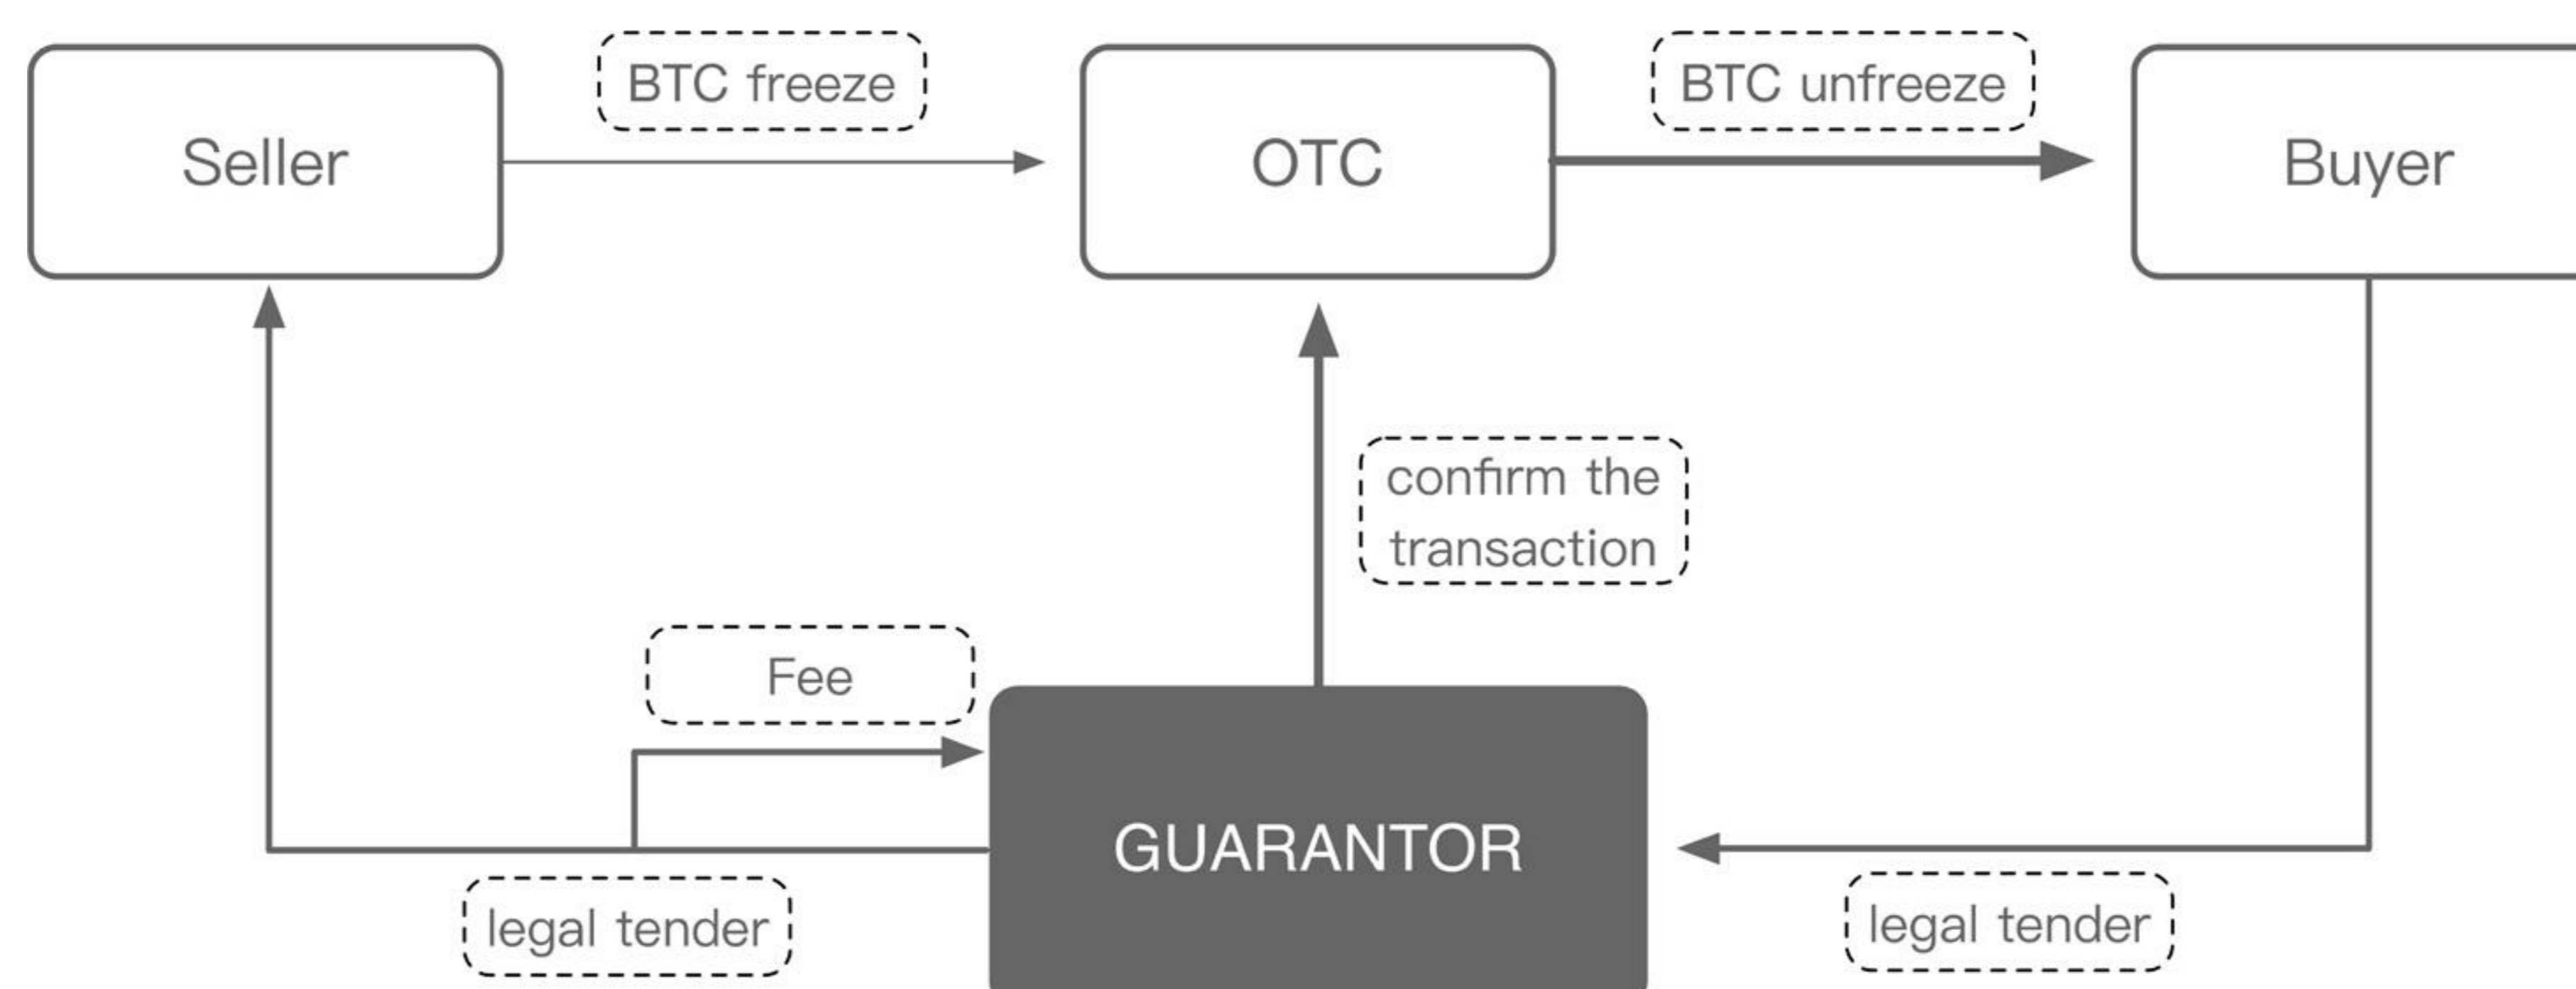 BTC freeze
BTC unfreeze
Seller
OTC
Buyer
confirm the
transaction
Fee
GUARANTOR
legal tender
legal tender